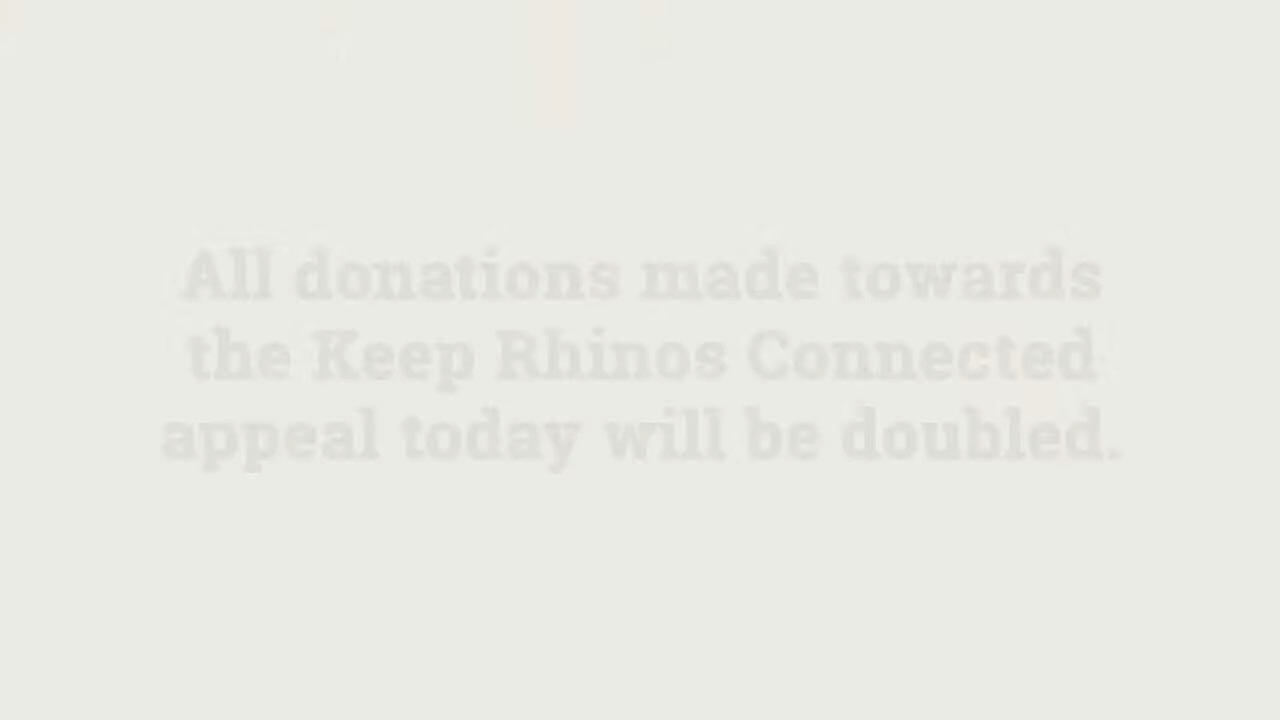 All donations made towards
the Keep Rhinos Connected
appeal today will be doubled.